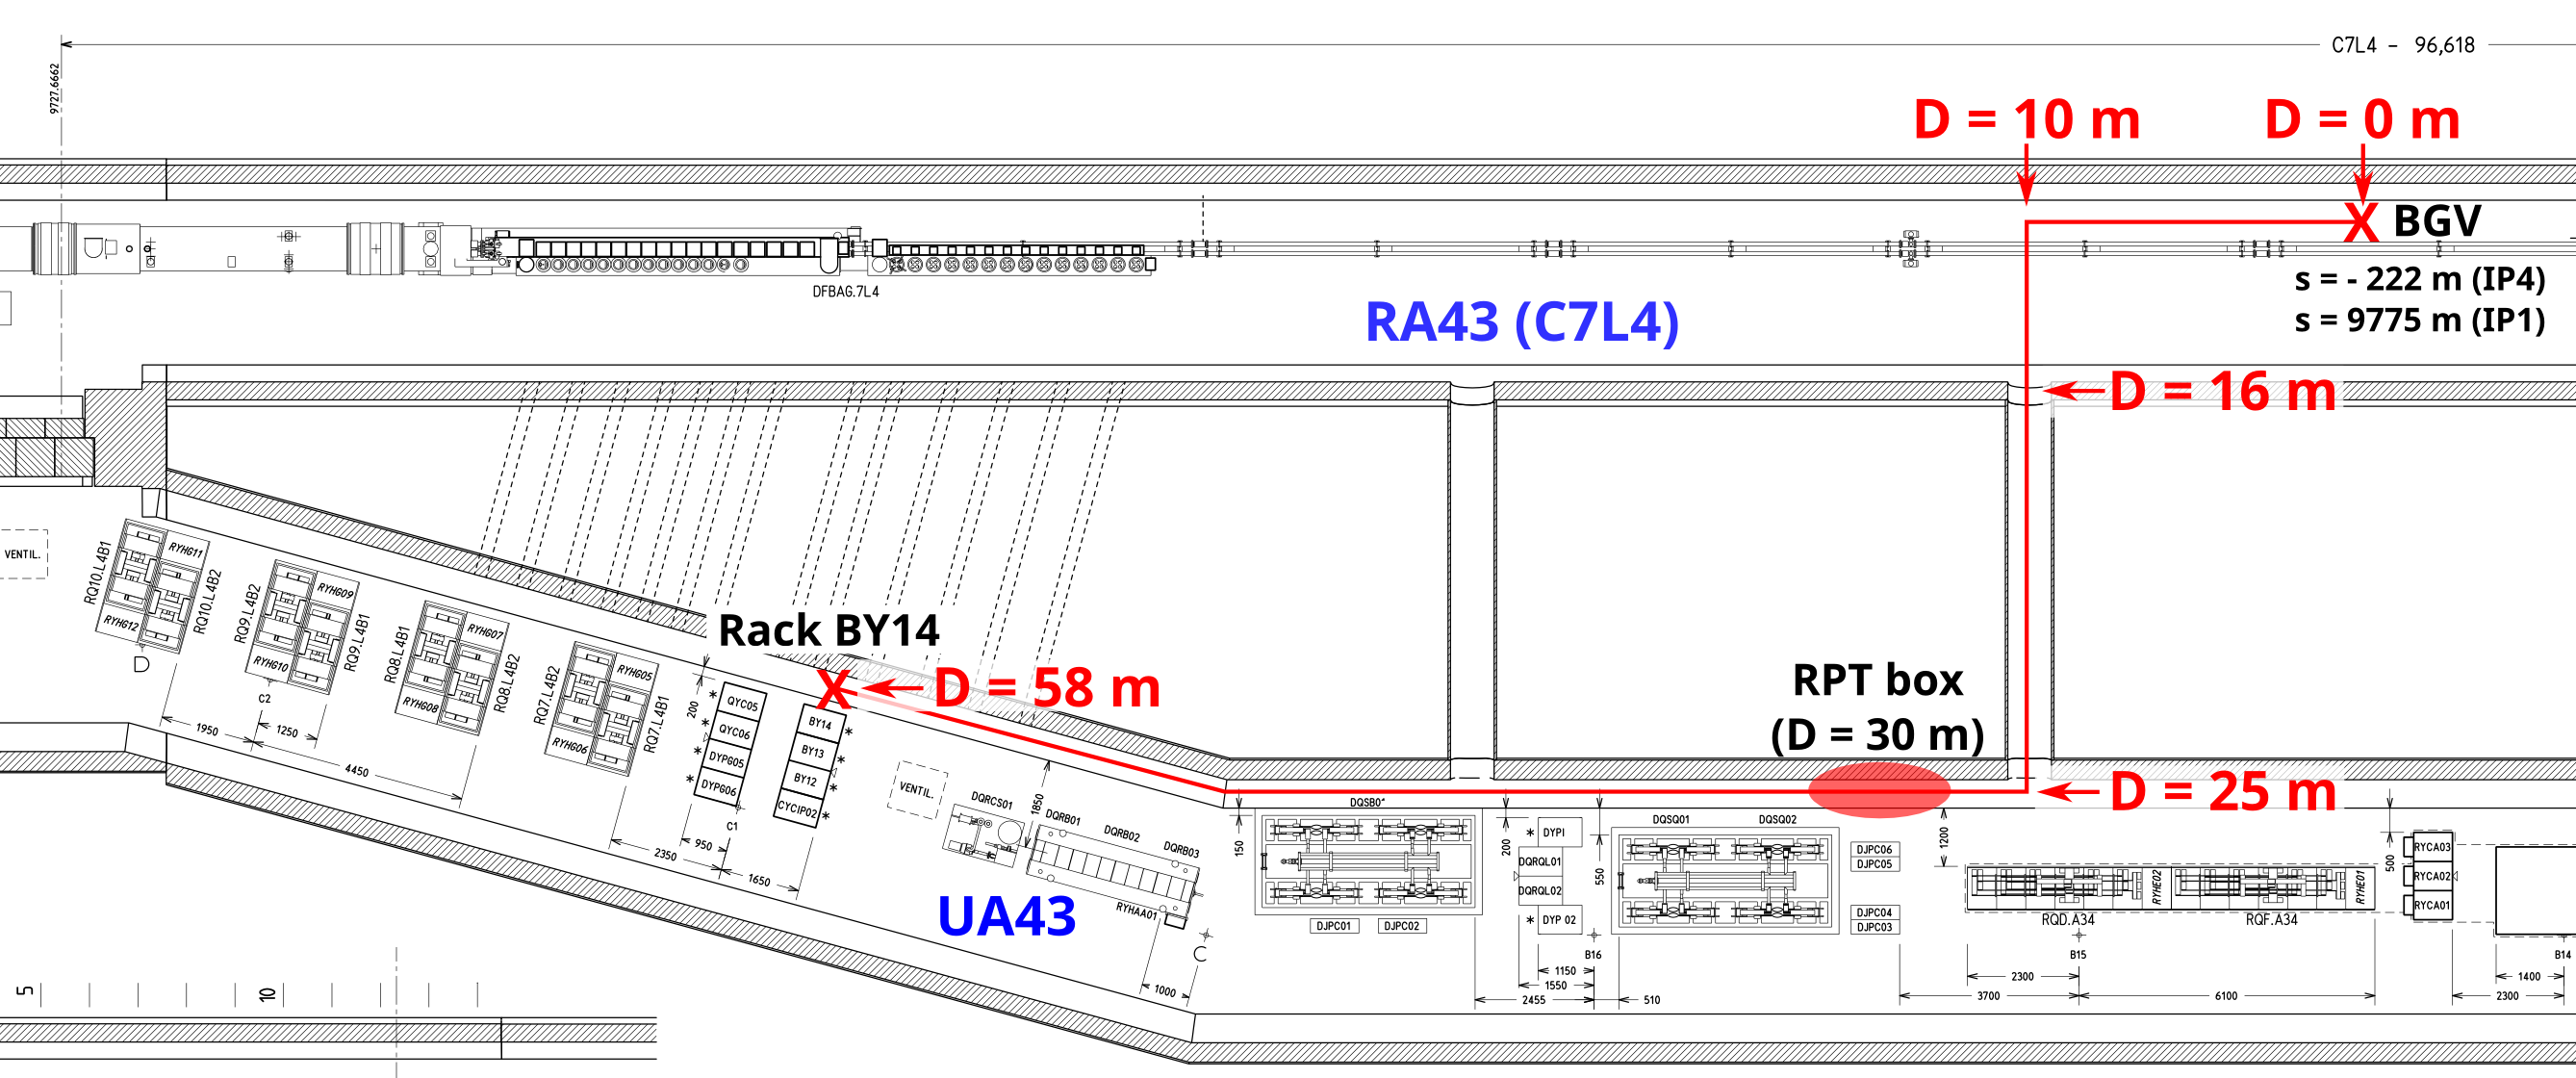 C7L4 - 96,618
9727.6662
D = 10 m
D = 0 m
X BGV
s = - 222 m (IP4)
s = 9775 m (IP1)
DFBAG.7L4
RA43 (C7L4)
D = 16 m
VENTIL.
RQ10.L4B1
RYHG11
RYHG12
RQ10.L4B2
D
RQ9.L4B2
RYHG09
RYHG10
RQ9.L4B1
C2
RQ8.L4B1
RYHG07
RYHG08
RQ8.L4B2
RQ7.L4B2
RYHG05
RYHG06
RQ7.L4B1
1950
1250
4450
Rack BY14
X
D = 58 m
200
QYC05
QYC06
DYPG05
DYPG06
C1
BY14
BY13
BY12
CYCIP02
950
2350
1650
VENTIL.
1850
DQRCS01
DQRB01
DQRB02
DQRB03
RYHAA01
1000
C
UA43
RPT box
(D = 30 m)
D = 25 m
150
DQSB0*
DJPC01
DJPC02
200
* DYPI
DQRQL01
DQRQL02
* DYP 02
550
DQSQ01
DQSQ02
DJPC06
DJPC05
DJPC04
DJPC03
B16
1150
1550
2455
510
1200
RYHE02
RYHE01
RQD.A34
RQF.A34
B15
2300
3700
6100
500
RYCA03
RYCA02
RYCA01
B14
1400
2300
5
10